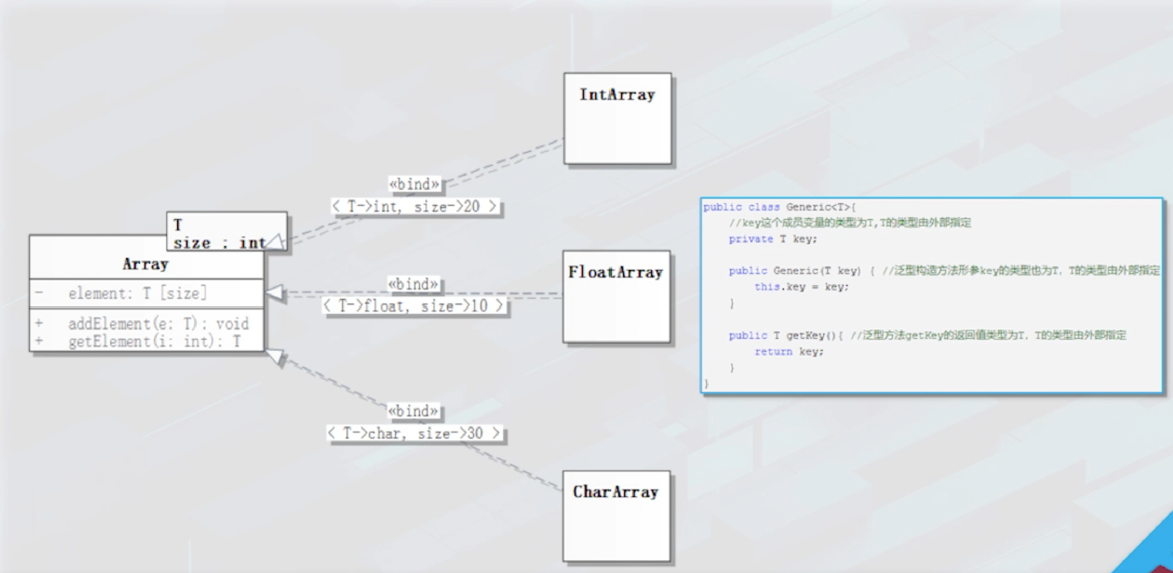 IntArray
«bind»
< T->int, size->20 >
T
size : int
Array
- element: T [size]
+ addElement(e: T): void
+ getElement(i: int): T
«bind»
< T->float, size->10 >
FloatArray
«bind»
< T->char, size->30 >
CharArray
public class Generic<T>{
//key这个成员变量的类型为T,T的类型由外部指定
private T key;
public Generic(T key) { //泛型构造方法形参key的类型也为T，T的类型由外部指定
this.key = key;
}
public T getKey(){ //泛型方法getKey的返回值类型为T，T的类型由外部指定
return key;
}
}